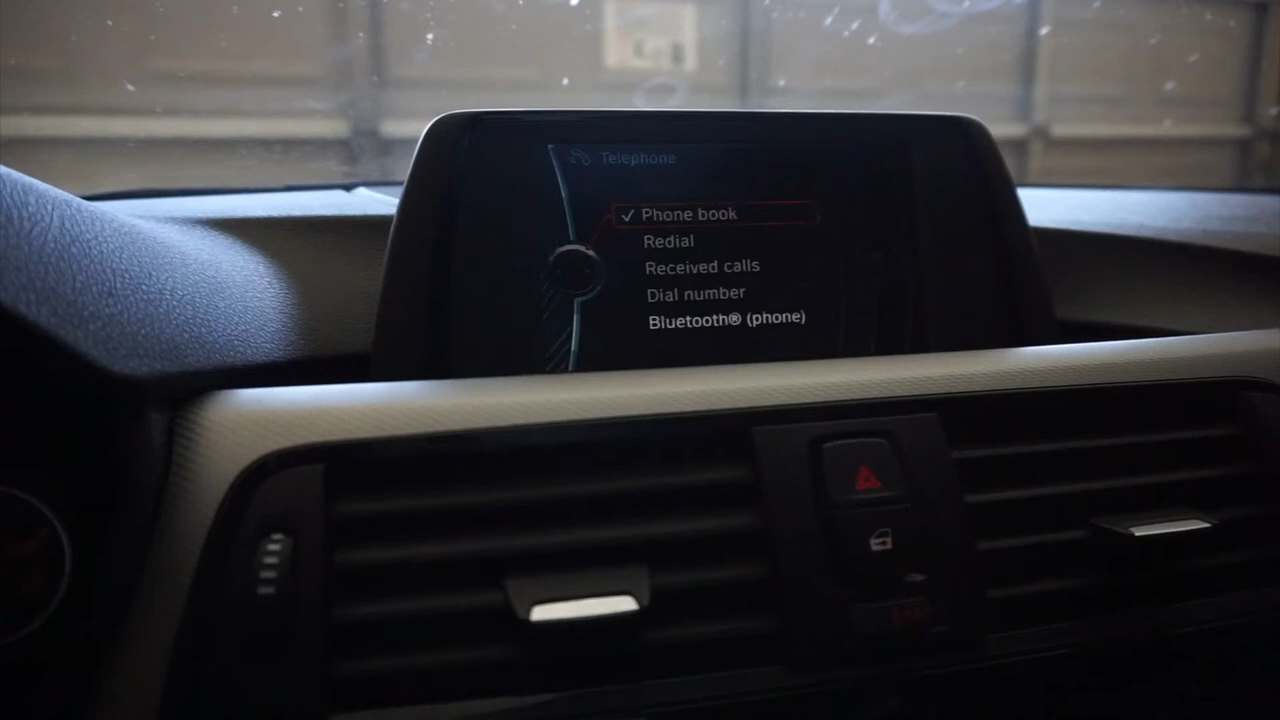 Telephone
✓ Phone book
Redial
Received calls
Dial number
Bluetooth® (phone)